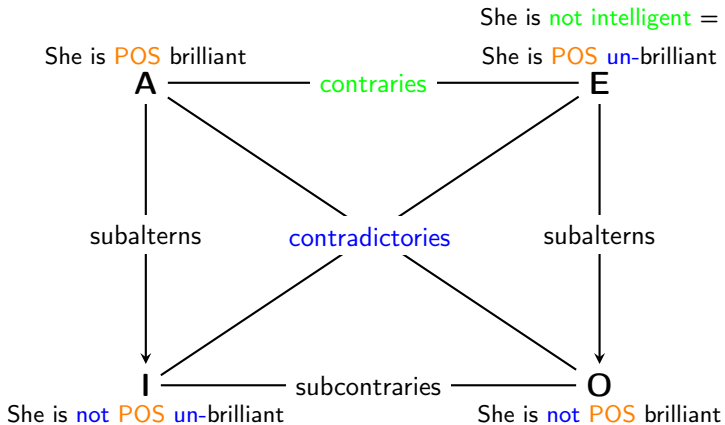 She is not intelligent =
She is POS brilliant
She is POS un-brilliant
A
contraries
E
subalterns
contradictories
subalterns
I
subcontraries
O
She is not POS un-brilliant
She is not POS brilliant